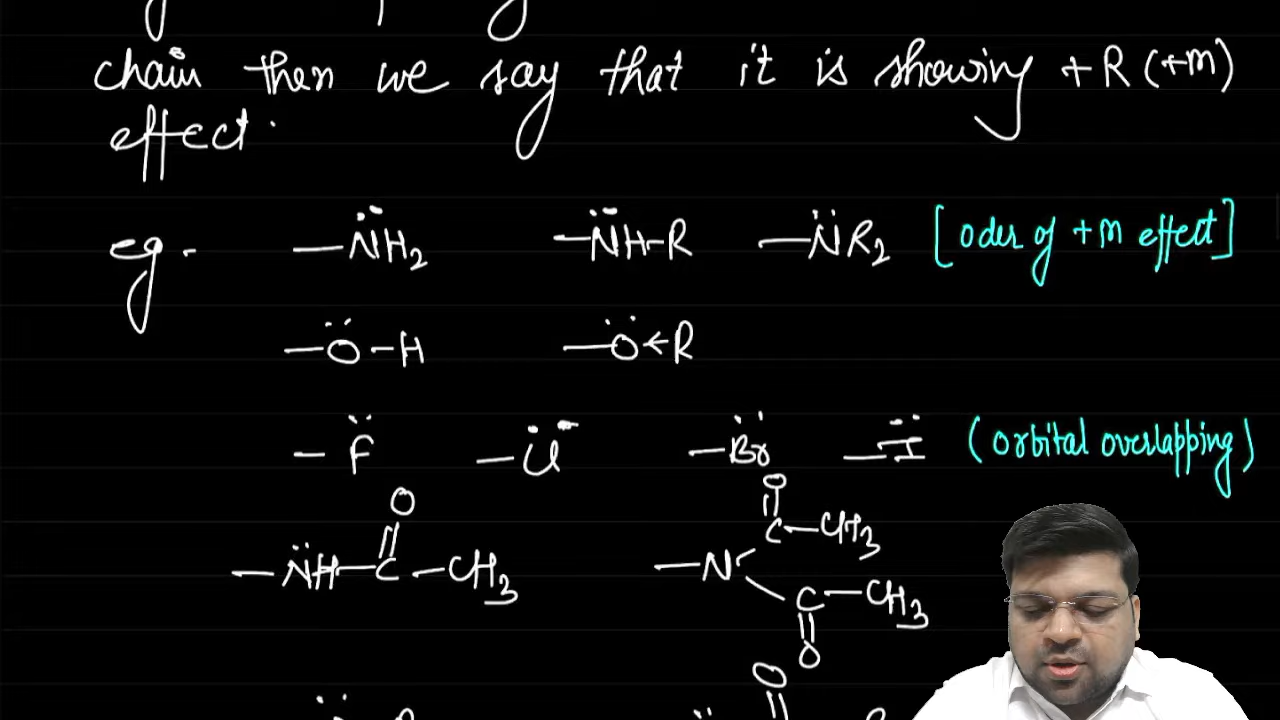 chain then we say that it is showing + R (+m)
effect.
eg. —N̈H₂ —N̈H-R —N̈R₂ [oder of +m effect]
—Ö–H —Ö←R
–F̈ —C̈l —B̈r —Ï (orbital overlapping)
O O
—N̈H–C–CH₃ C–CH₃
—N̈
C–CH₃
O
O